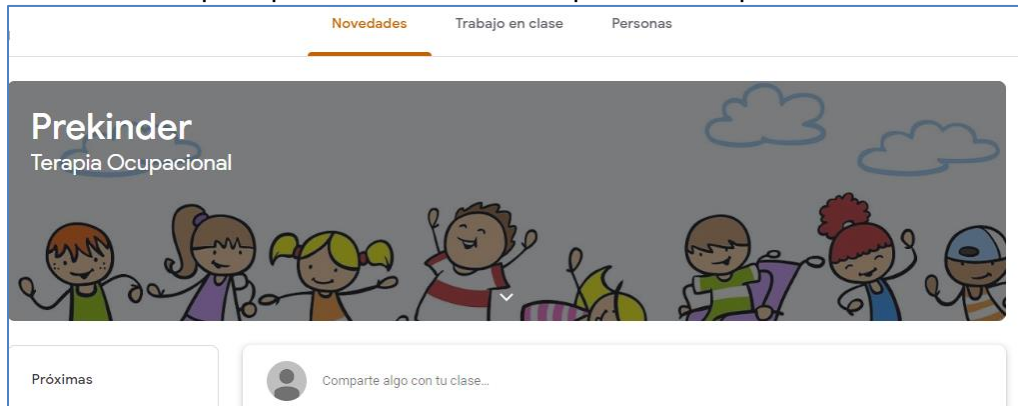 Novedades Trabajo en clase Personas
Prekinder
Terapia Ocupacional
Próximas
Comparte algo con tu clase...